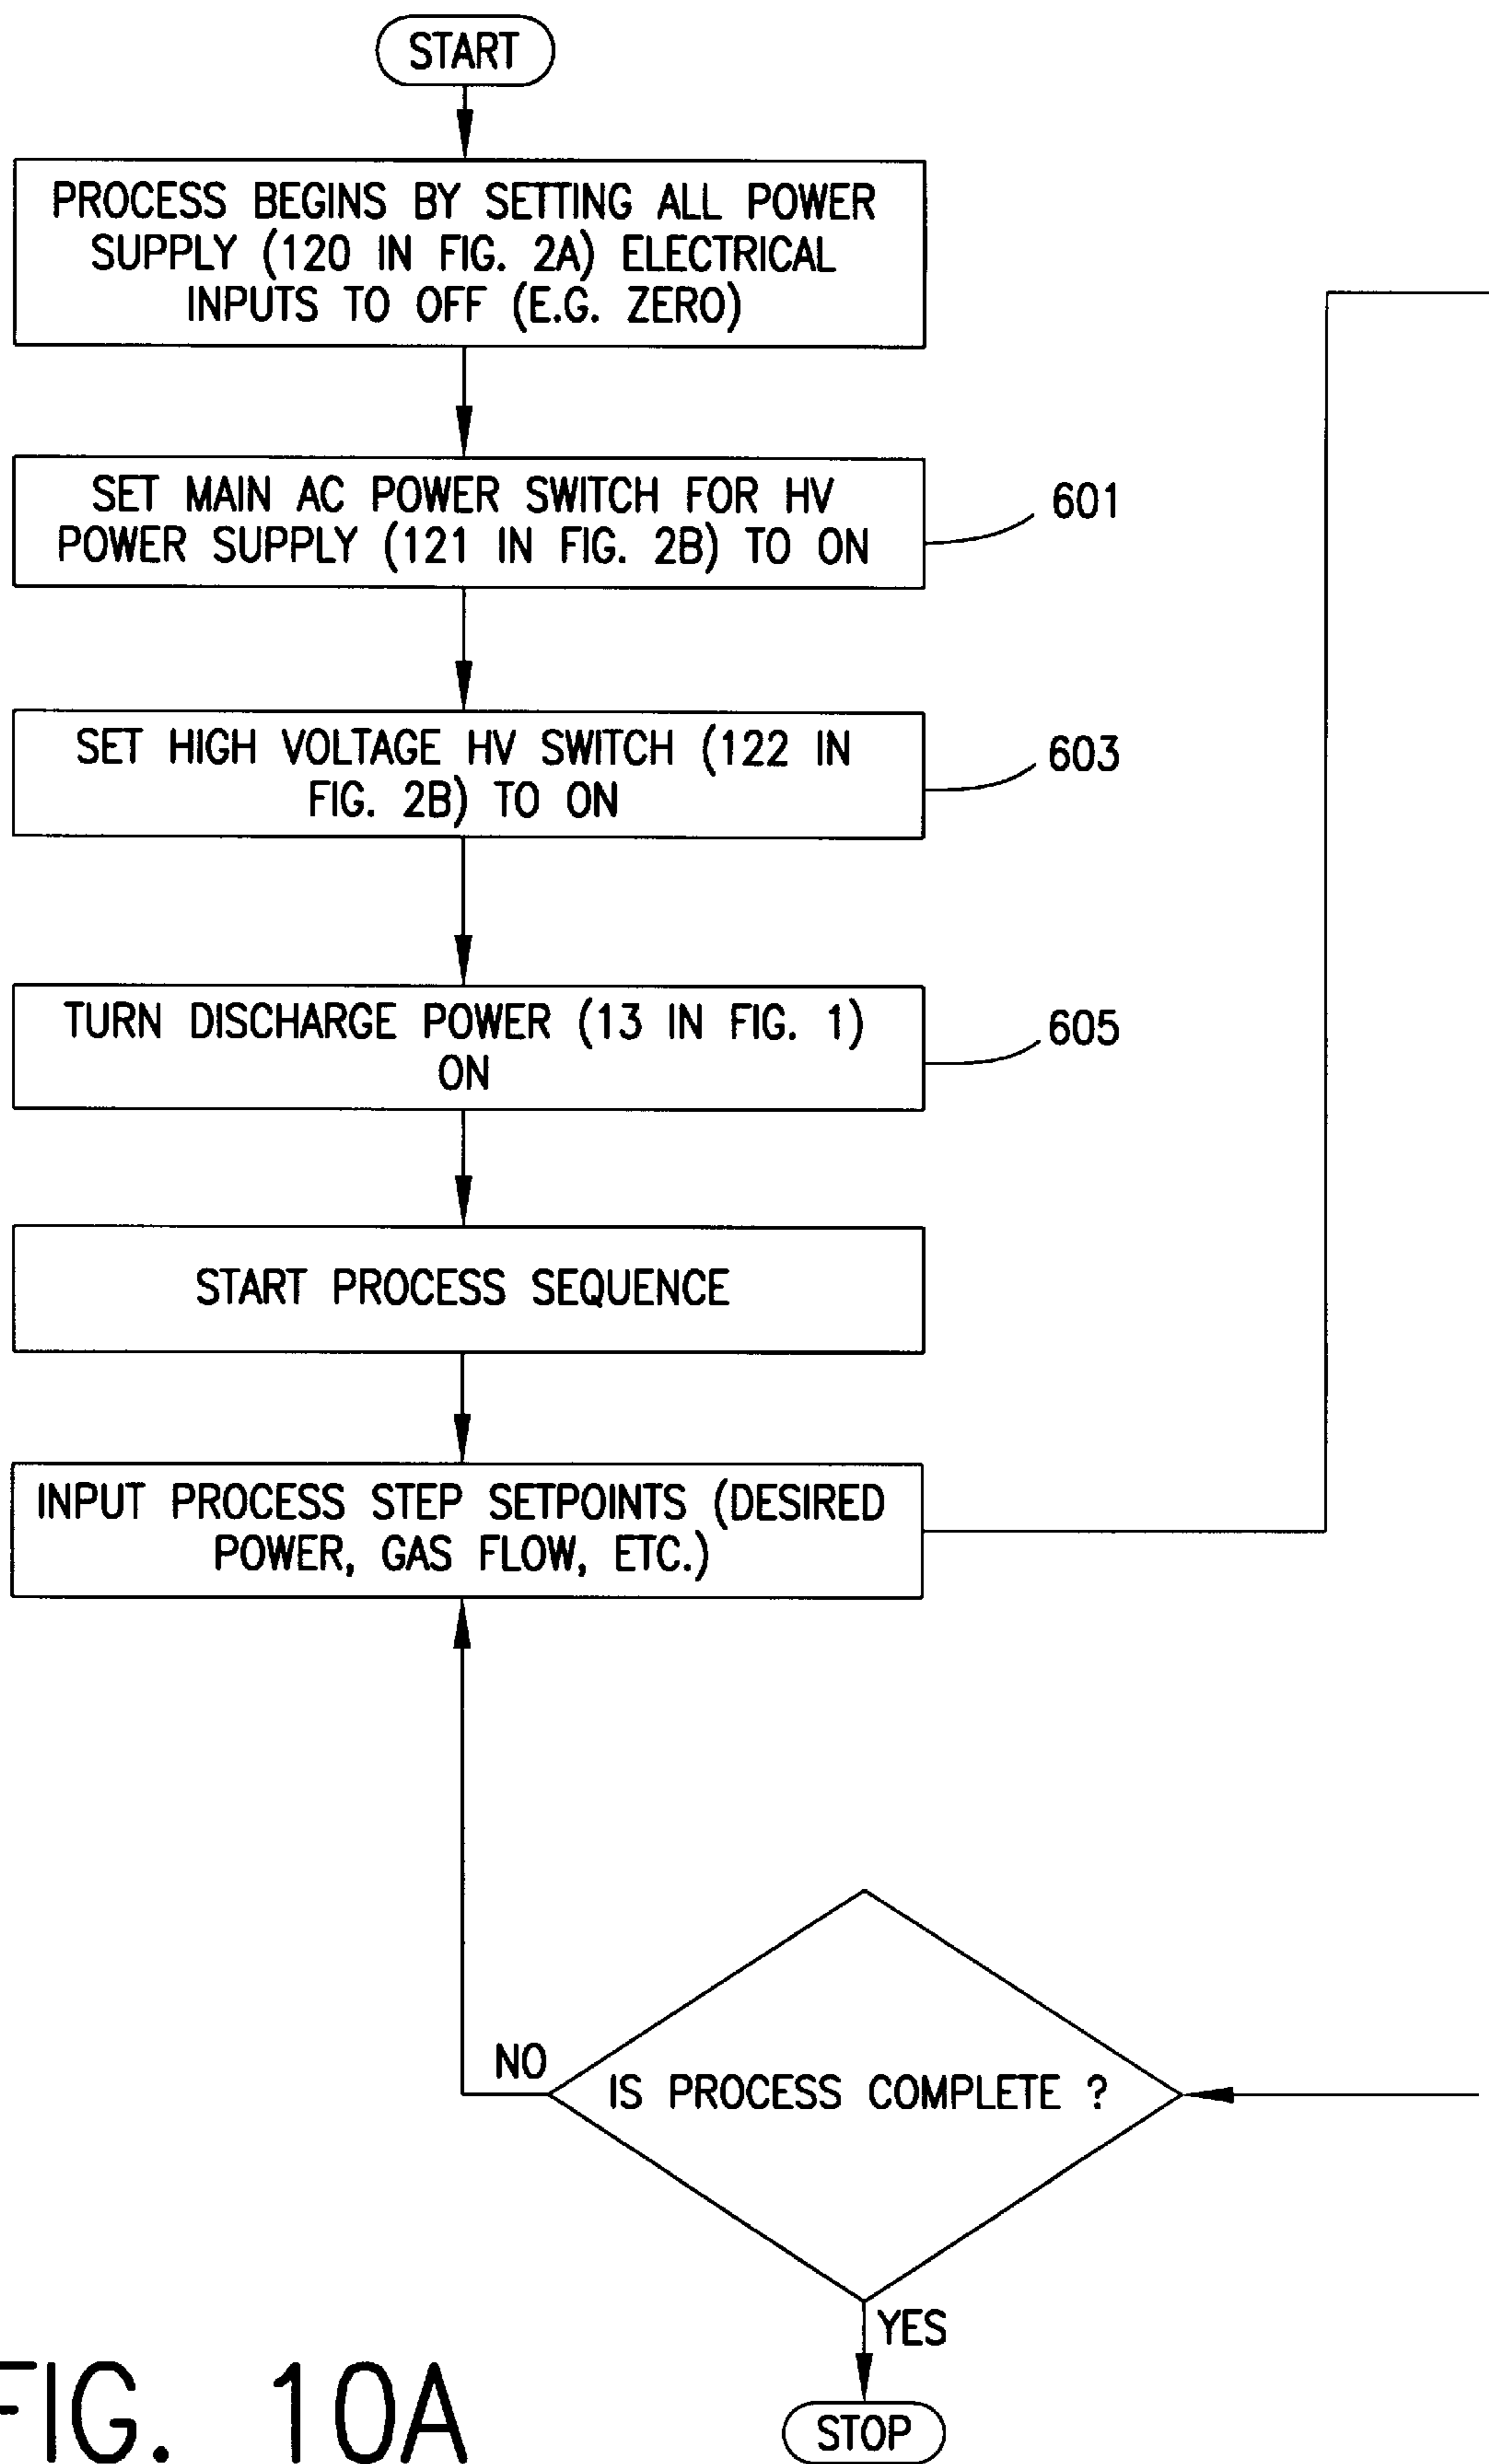 START
PROCESS BEGINS BY SETTING ALL POWER
SUPPLY (120 IN FIG. 2A) ELECTRICAL
INPUTS TO OFF (E.G. ZERO)
SET MAIN AC POWER SWITCH FOR HV
POWER SUPPLY (121 IN FIG. 2B) TO ON
601
SET HIGH VOLTAGE HV SWITCH (122 IN
FIG. 2B) TO ON
603
TURN DISCHARGE POWER (13 IN FIG. 1)
ON
605
START PROCESS SEQUENCE
INPUT PROCESS STEP SETPOINTS (DESIRED
POWER, GAS FLOW, ETC.)
NO
IS PROCESS COMPLETE ?
YES
STOP
FIG. 10A